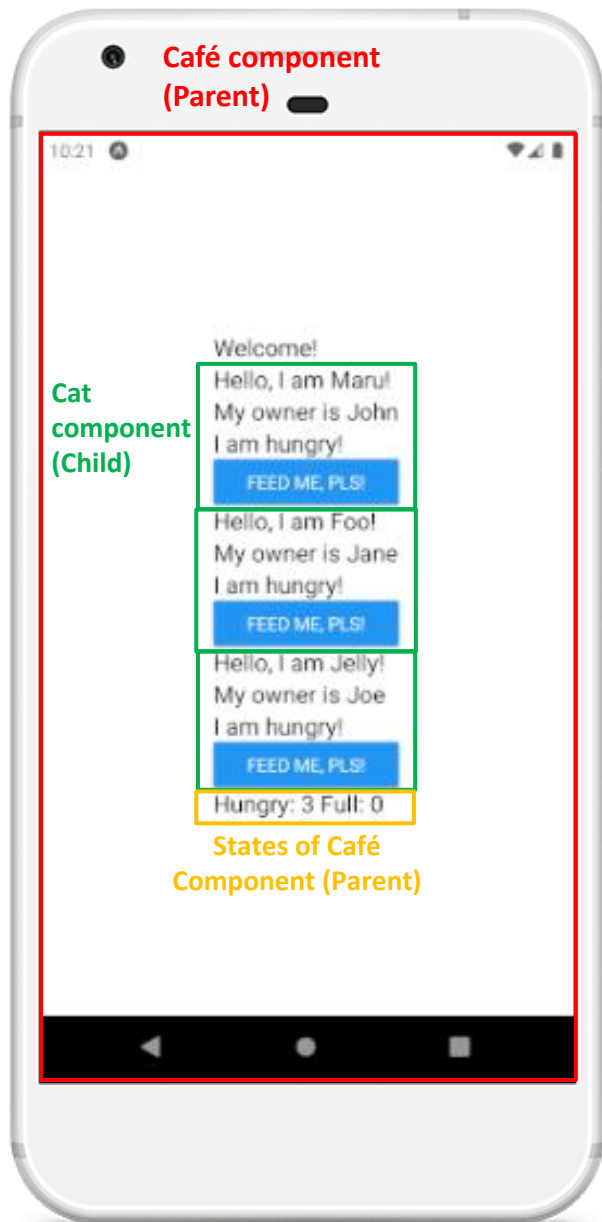 Café component
(Parent)
10:21
Welcome!
Cat
component
(Child)
Hello, I am Maru!
My owner is John
I am hungry!
FEED ME, PLS!
Hello, I am Foo!
My owner is Jane
I am hungry!
FEED ME, PLS!
Hello, I am Jelly!
My owner is Joe
I am hungry!
FEED ME, PLS!
Hungry: 3 Full: 0
States of Café
Component (Parent)